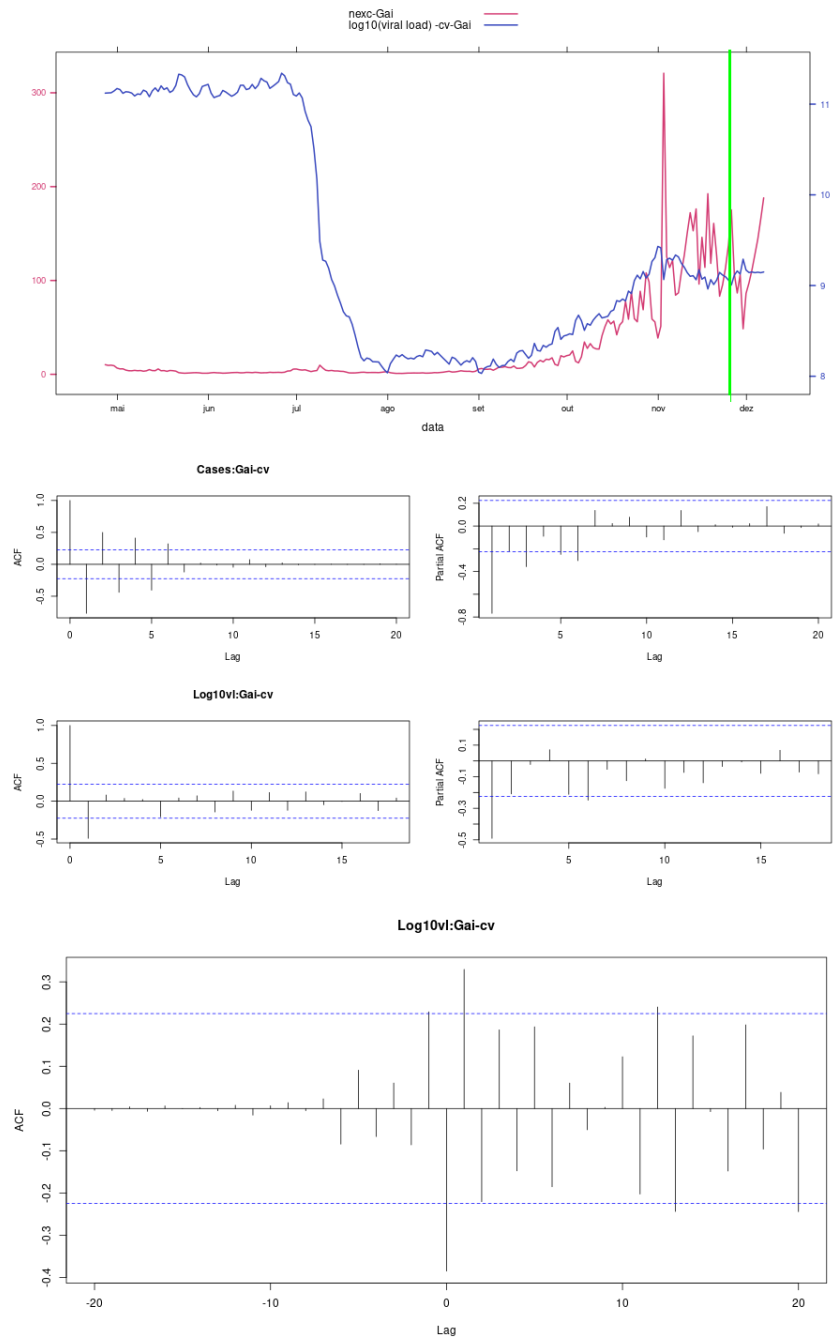 nexc-Gai
log10(viral load) -cv-Gai
300
200
100
0
11
10
9
8
mai jun jul ago set out nov dez
data
Cases:Gai-cv
ACF
1.0
0.5
0.0
-0.5
0 5 10 15 20
Lag
Partial ACF
0.2
0.0
-0.4
-0.8
5 10 15 20
Lag
Log10vl:Gai-cv
ACF
1.0
0.5
0.0
-0.5
0 5 10 15
Lag
Partial ACF
0.1
-0.1
-0.3
-0.5
5 10 15
Lag
Log10vl:Gai-cv
ACF
0.3
0.2
0.1
0.0
-0.1
-0.2
-0.3
-0.4
-20 -10 0 10 20
Lag